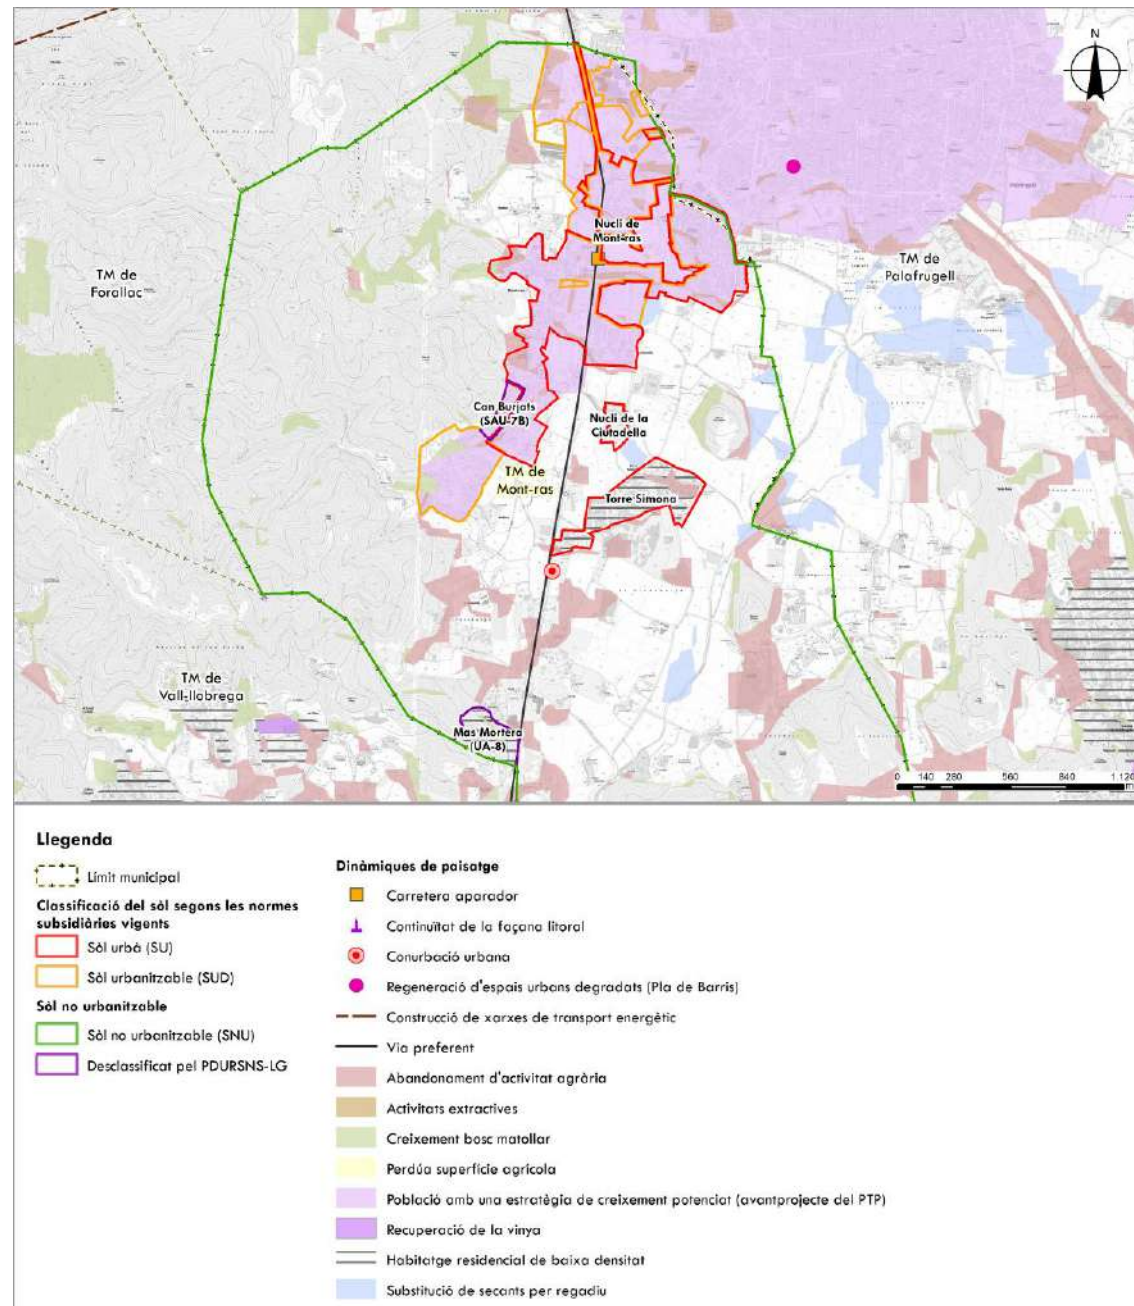 N
Nucli de
Mont-ras
TM de
Forallac
TM de
Palafrugell
Can Burjats
(SAU-7B)
Nucli de la
Ciutadella
TM de
Mont-ras
Torre Simona
TM de
Vall-llobrega
Mas Mortera
(UA-8)
0 140 280 560 840 1.120
m
Llegenda
Límit municipal
Classificació del sòl segons les normes
subsidiàries vigents
Sòl urbà (SU)
Sòl urbanitzable (SUD)
Sòl no urbanitzable
Sòl no urbanitzable (SNU)
Desclassificat pel PDURSNS-LG
Dinàmiques de paisatge
Carretera aparador
Continuïtat de la façana litoral
Conurbació urbana
Regeneració d'espais urbans degradats (Pla de Barris)
Construcció de xarxes de transport energètic
Via preferent
Abandonament d'activitat agrària
Activitats extractives
Creixement bosc matollar
Perdúa superfície agrícola
Població amb una estratègia de creixement potenciat (avantprojecte del PTP)
Recuperació de la vinya
Habitatge residencial de baixa densitat
Substitució de secants per regadiu